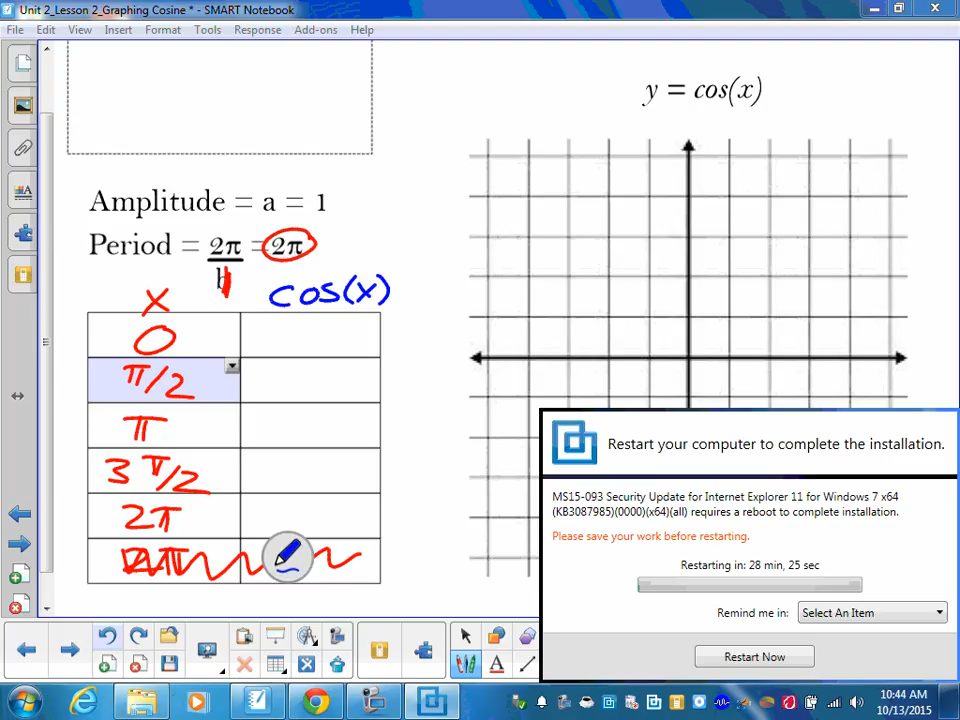 Unit 2_Lesson 2_Graphing Cosine * - SMART Notebook
File Edit View Insert Format Tools Response Add-ons Help
y = cos(x)
Amplitude = a = 1
Period = 2π = 2π
1
x cos(x)
0
π/2
π
3π/2
2π
Restart your computer to complete the installation.
MS15-093 Security Update for Internet Explorer 11 for Windows 7 x64
(KB3087985)(0000)(x64)(all) requires a reboot to complete installation.
Please save your work before restarting.
Restarting in: 28 min, 25 sec
Remind me in: Select An Item
Restart Now
10:44 AM
10/13/2015